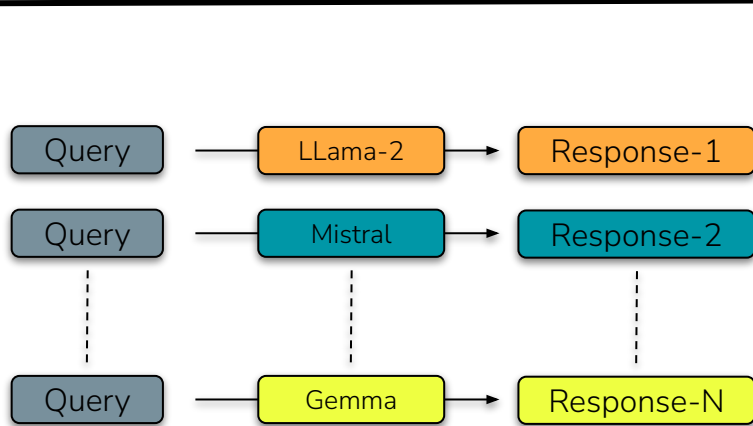 Query LLama-2 Response-1
Query Mistral Response-2
Query Gemma Response-N